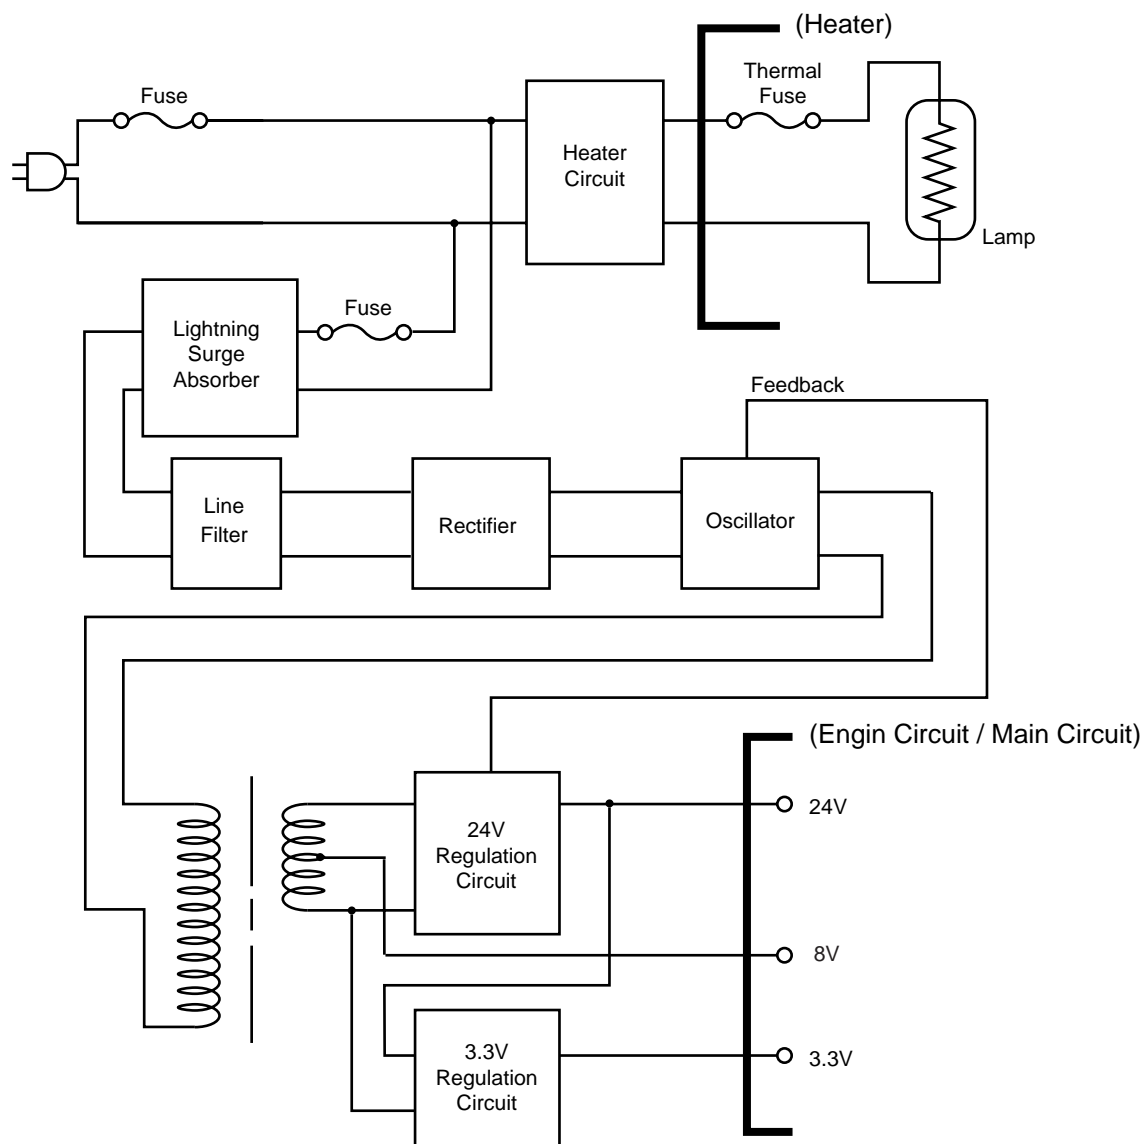 (Heater)
Thermal
Fuse
Fuse
Heater
Circuit
Lamp
Fuse
Lightning
Surge
Absorber
Feedback
Line
Filter
Rectifier
Oscillator
(Engin Circuit / Main Circuit)
24V
24V
Regulation
Circuit
8V
3.3V
Regulation
Circuit
3.3V